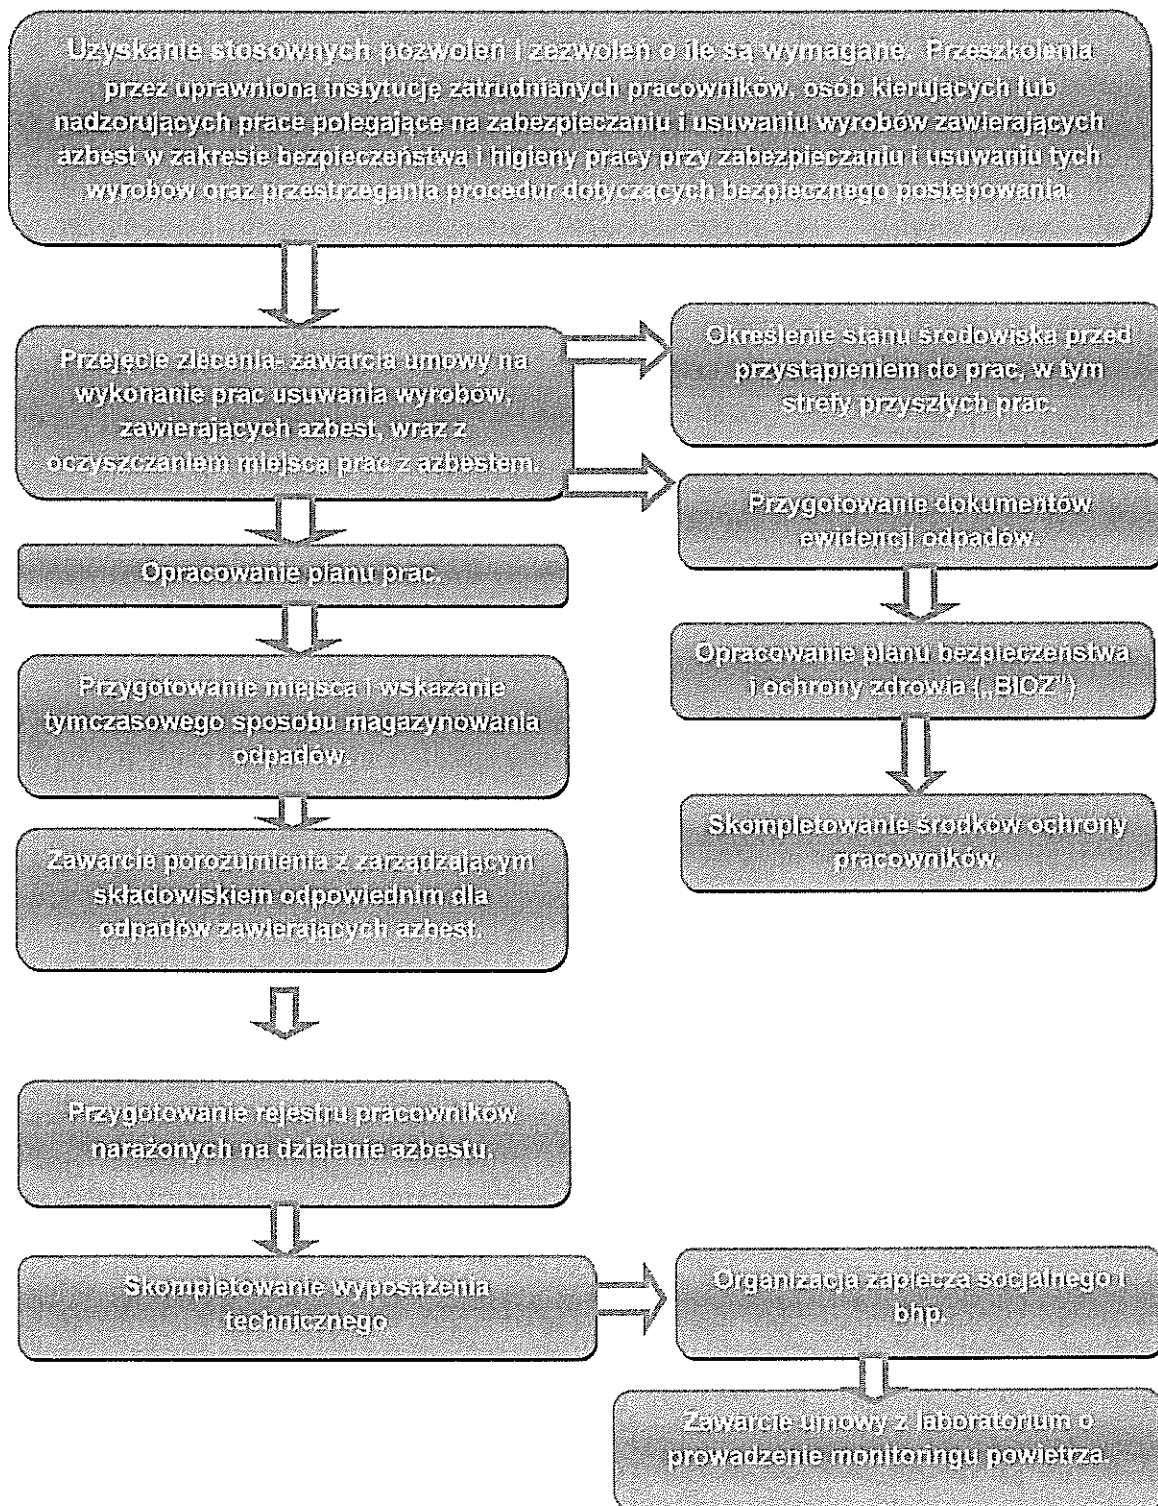 Uzyskanie stosownych pozwoleń i zezwoleń o ile są wymagane. Przeszkolenia
przez uprawnioną instytucję zatrudnianych pracowników, osób kierujących lub
nadzorujących prace polegające na zabezpieczaniu i usuwaniu wyrobów zawierających
azbest w zakresie bezpieczeństwa i higieny pracy przy zabezpieczaniu i usuwaniu tych
wyrobów oraz przestrzegania procedur dotyczących bezpiecznego postępowania.
Przejęcie zlecenia- zawarcia umowy na
wykonanie prac usuwania wyrobów,
zawierających azbest, wraz z
oczyszczaniem miejsca prac z azbestem.
Określenie stanu środowiska przed
przystąpieniem do prac, w tym
strefy przyszłych prac.
Przygotowanie dokumentów
ewidencji odpadów.
Opracowanie planu prac.
Opracowanie planu bezpieczeństwa
i ochrony zdrowia („BIOZ")
Przygotowanie miejsca i wskazanie
tymczasowego sposobu magazynowania
odpadów.
Skompletowanie środków ochrony
pracowników.
Zawarcie porozumienia z zarządzającym
składowiskiem odpowiednim dla
odpadów zawierających azbest.
Przygotowanie rejestru pracowników
narażonych na działanie azbestu.
Skompletowanie wyposażenia
technicznego
Organizacja zaplecza socjalnego i
bhp.
Zawarcie umowy z laboratorium o
prowadzenie monitoringu powietrza.